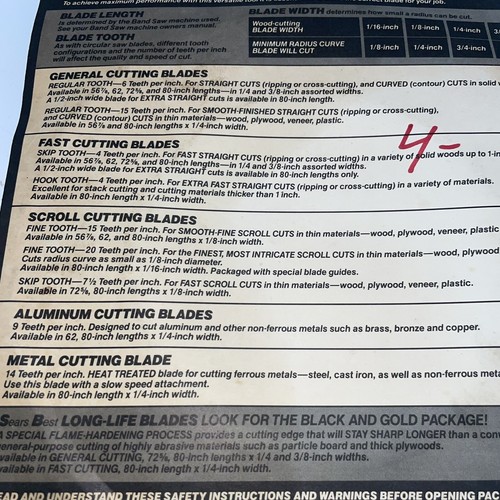 To achieve maximum performance with this versatile tool it is
correct blade for your job.
BLADE LENGTH
is determined by the Band Saw machine used.
See your Band Saw machine owners manual.
BLADE TOOTH
As with circular saw blades, different tooth
configurations and the number of teeth per inch
will affect the quality and speed of cut.
BLADE WIDTH determines how small a radius can be cut.
Wood-cutting BLADE WIDTH 1/16-inch 1/8-inch 1/4-inch
MINIMUM RADIUS CURVE BLADE WILL CUT 1/8-inch 1/4-inch 3/4-
GENERAL CUTTING BLADES
REGULAR TOOTH—6 Teeth per inch. For STRAIGHT CUTS (ripping or cross-cutting), and CURVED (contour) CUTS in solid
Available in 56⅞, 62, 72⅝, and 80-inch lengths—in 1/4 and 3/8-inch assorted widths.
A 1/2-inch wide blade for EXTRA STRAIGHT cuts is available in 80-inch length.
REGULAR TOOTH—15 Teeth per inch. For SMOOTH-FINISHED STRAIGHT CUTS (ripping or cross-cutting),
and CURVED (contour) CUTS in thin materials—wood, plywood, veneer, plastic.
Available in 56⅞ and 80-inch lengths x 1/4-inch width.
4-
FAST CUTTING BLADES
SKIP TOOTH—4 Teeth per inch. For FAST STRAIGHT CUTS (ripping or cross-cutting) in a variety of solid woods up to 1-in
Available in 56⅞, 62, 72⅝, and 80-inch lengths—in 1/4 and 3/8-inch assorted widths.
A 1/2-inch wide blade for EXTRA STRAIGHT cuts is available in 80-inch lengths only.
HOOK TOOTH—4 Teeth per inch. For EXTRA FAST STRAIGHT CUTS (ripping or cross-cutting) in a variety of materials.
Excellent for stack cutting and cutting materials thicker than 1 inch.
Available in 80-inch length x 1/4-inch width.
SCROLL CUTTING BLADES
FINE TOOTH—15 Teeth per inch. For SMOOTH-FINE SCROLL CUTS in thin materials—wood, plywood, veneer, plastic
Available in 56⅞, 62, and 80-inch lengths x 1/8-inch width.
FINE TOOTH—20 Teeth per inch. For the FINEST, MOST INTRICATE SCROLL CUTS in thin materials—wood, plywood
Cuts radius curve as small as 1/8-inch diameter.
Available in 80-inch length x 1/16-inch width. Packaged with special blade guides.
SKIP TOOTH—7½ Teeth per inch. For FAST SCROLL CUTS in thin materials—wood, plywood, veneer, plastic.
Available in 72⅝, 80-inch lengths x 1/8-inch width.
ALUMINUM CUTTING BLADES
9 Teeth per inch. Designed to cut aluminum and other non-ferrous metals such as brass, bronze and copper.
Available in 62, 80-inch lengths x 1/4-inch width.
METAL CUTTING BLADE
14 Teeth per inch. HEAT TREATED blade for cutting ferrous metals—steel, cast iron, as well as non-ferrous meta
Use this blade with a slow speed attachment.
Available in 80-inch length x 1/4-inch width.
Sears Best LONG-LIFE BLADES LOOK FOR THE BLACK AND GOLD PACKAGE!
A SPECIAL FLAME-HARDENING PROCESS provides a cutting edge that will STAY SHARP LONGER than a conv
general-purpose cutting of highly abrasive materials such as particle board and thick plywoods.
vailable in GENERAL CUTTING, 72⅝, 80-inch lengths x 1/4 and 3/8-inch widths.
vailable in FAST CUTTING, 80-inch length x 1/4-inch width.
EAD AND UNDERSTAND THESE SAFETY INSTRUCTIONS AND WARNINGS BEFORE OPENING PAC